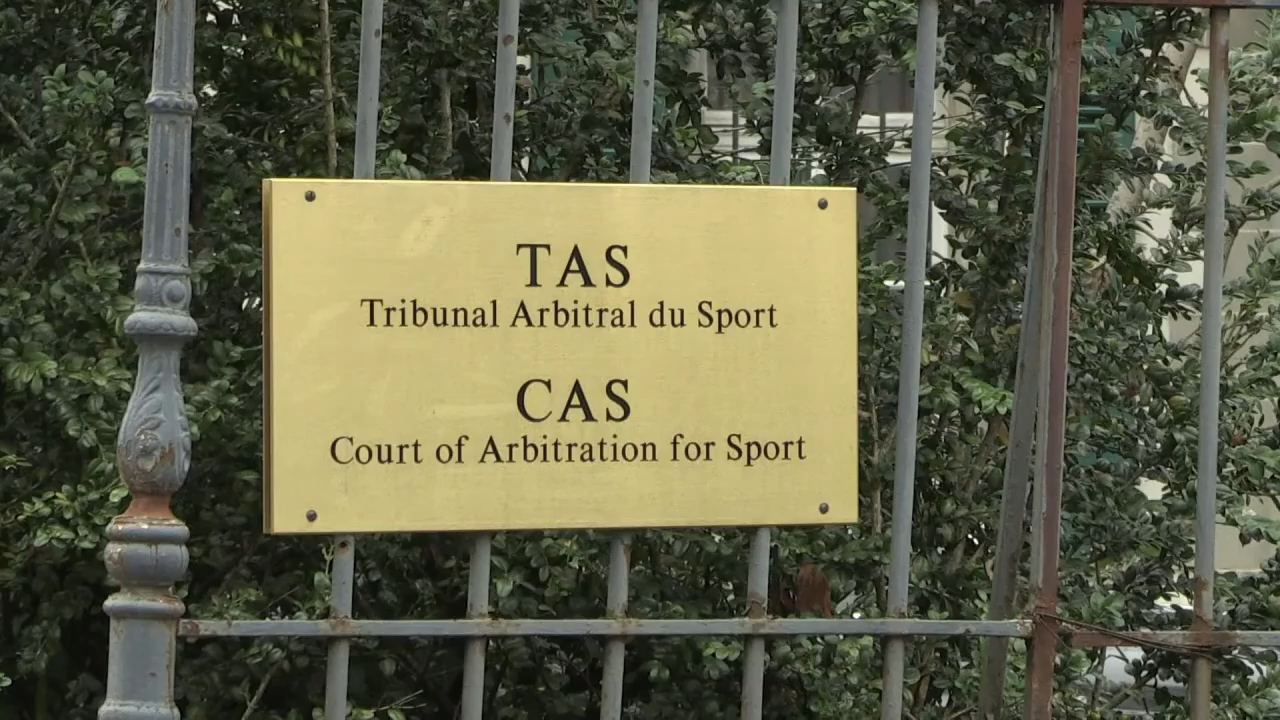 TAS
Tribunal Arbitral du Sport
CAS
Court of Arbitration for Sport